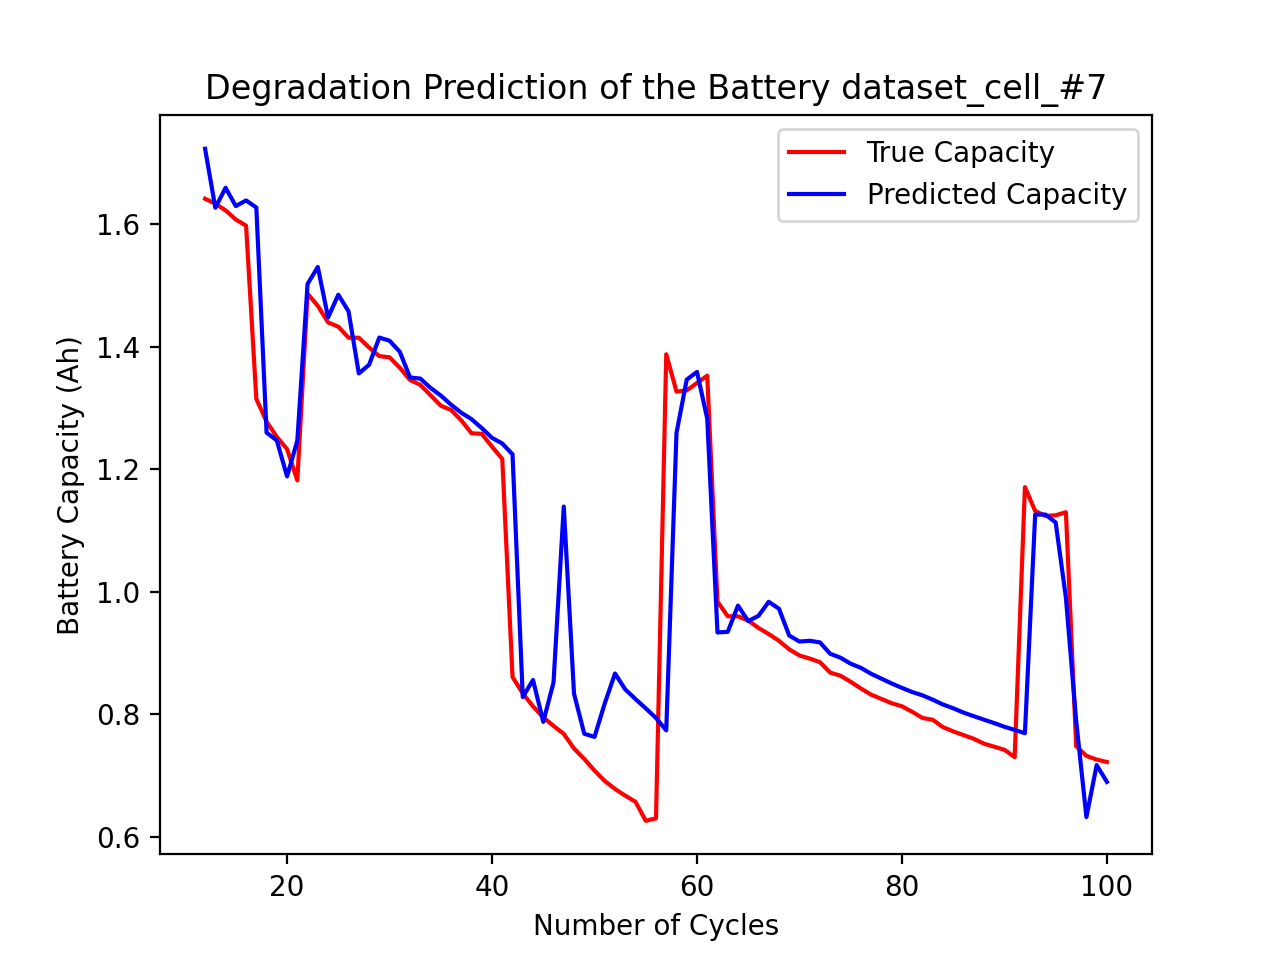 Degradation Prediction of the Battery dataset_cell_#7
True Capacity
Predicted Capacity
Battery Capacity (Ah)
1.6
1.4
1.2
1.0
0.8
0.6
20 40 60 80 100
Number of Cycles